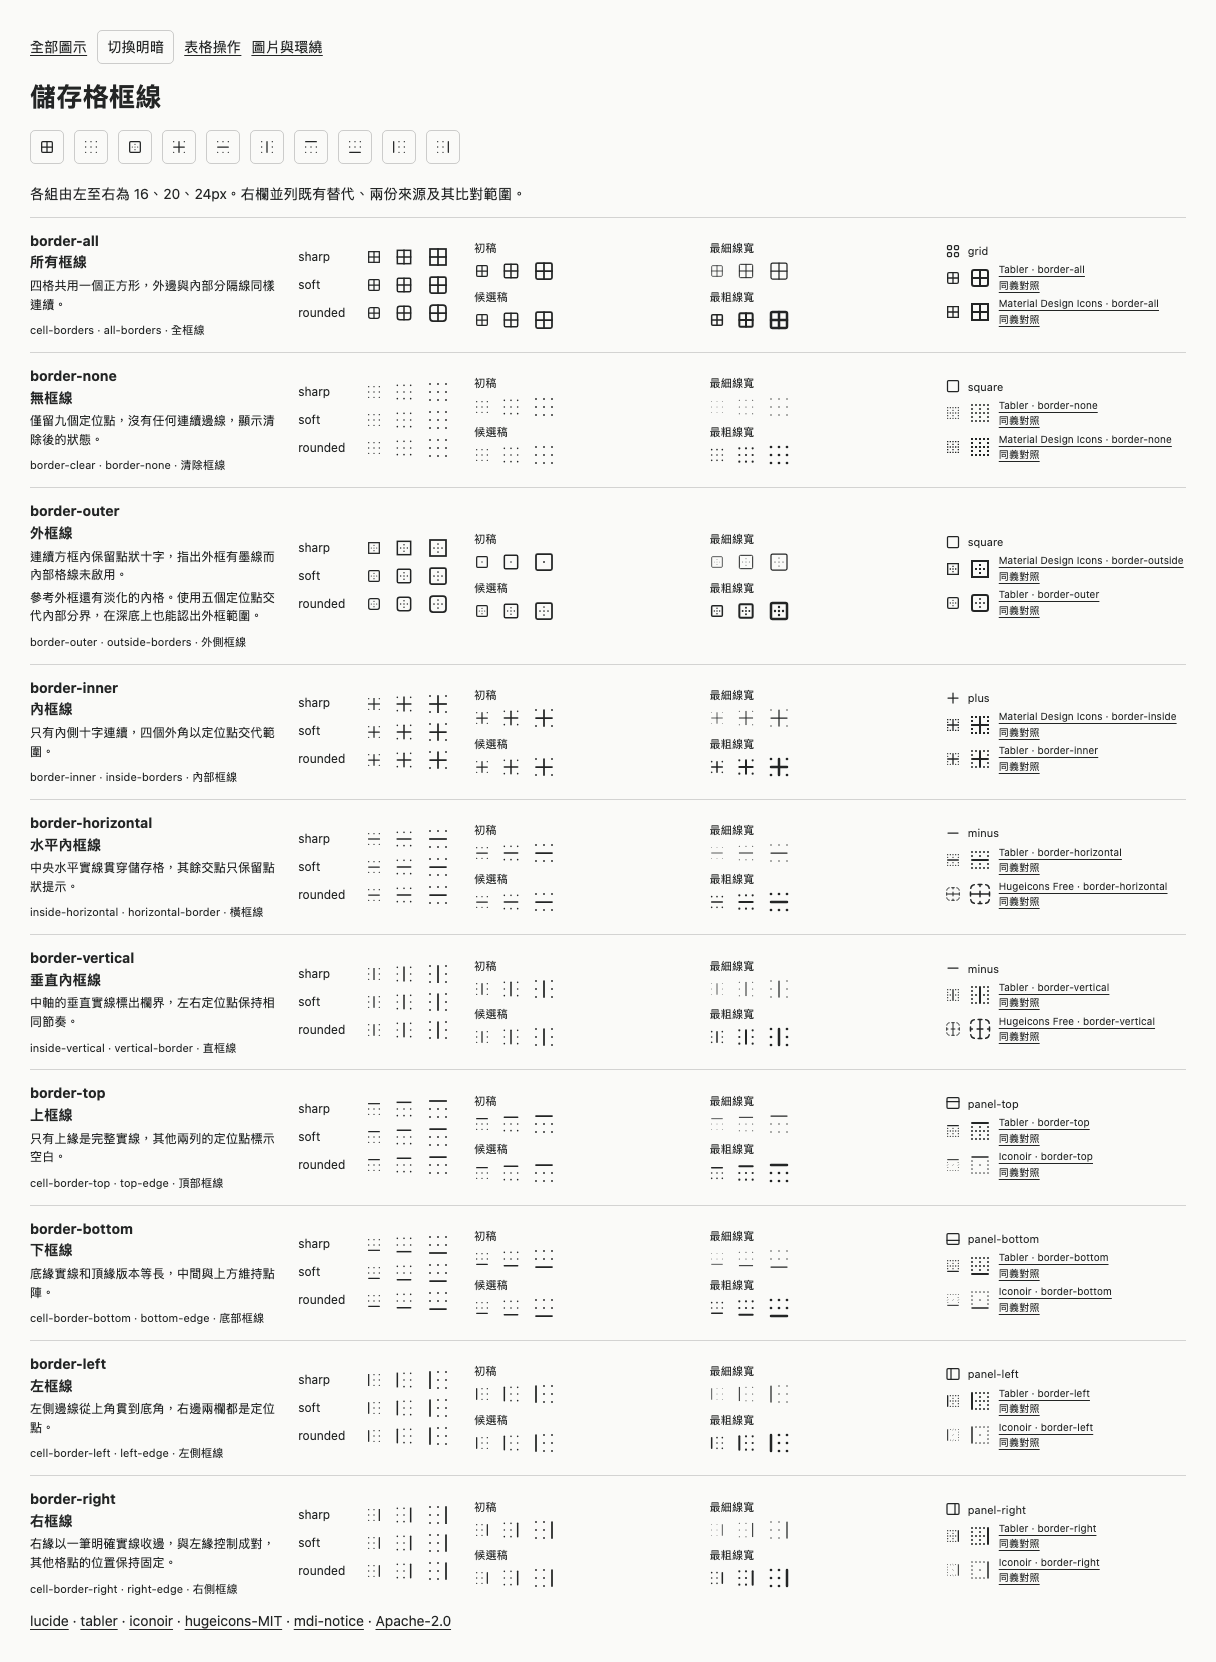 全部圖示 切換明暗 表格操作 圖片與環繞
儲存格框線
各組由左至右為 16、20、24px。右欄並列既有替代、兩份來源及其比對範圍。
border-all
所有框線
四格共用一個正方形，外邊與內部分隔線同樣
連續。
cell-borders · all-borders · 全框線
sharp
soft
rounded
初稿
候選稿
最細線寬
最粗線寬
grid
Tabler · border-all
同義對照
Material Design Icons · border-all
同義對照
border-none
無框線
僅留九個定位點，沒有任何連續邊線，顯示清
除後的狀態。
border-clear · border-none · 清除框線
sharp
soft
rounded
初稿
候選稿
最細線寬
最粗線寬
square
Tabler · border-none
同義對照
Material Design Icons · border-none
同義對照
border-outer
外框線
連續方框內保留點狀十字，指出外框有墨線而
內部格線未啟用。
參考外框還有淡化的內格。使用五個定位點交
代內部分界，在深底上也能認出外框範圍。
border-outer · outside-borders · 外側框線
sharp
soft
rounded
初稿
候選稿
最細線寬
最粗線寬
square
Material Design Icons · border-outside
同義對照
Tabler · border-outer
同義對照
border-inner
內框線
只有內側十字連續，四個外角以定位點交代範
圍。
border-inner · inside-borders · 內部框線
sharp
soft
rounded
初稿
候選稿
最細線寬
最粗線寬
plus
Material Design Icons · border-inside
同義對照
Tabler · border-inner
同義對照
border-horizontal
水平內框線
中央水平實線貫穿儲存格，其餘交點只保留點
狀提示。
inside-horizontal · horizontal-border · 橫框線
sharp
soft
rounded
初稿
候選稿
最細線寬
最粗線寬
minus
Tabler · border-horizontal
同義對照
Hugeicons Free · border-horizontal
同義對照
border-vertical
垂直內框線
中軸的垂直實線標出欄界，左右定位點保持相
同節奏。
inside-vertical · vertical-border · 直框線
sharp
soft
rounded
初稿
候選稿
最細線寬
最粗線寬
minus
Tabler · border-vertical
同義對照
Hugeicons Free · border-vertical
同義對照
border-top
上框線
只有上緣是完整實線，其他兩列的定位點標示
空白。
cell-border-top · top-edge · 頂部框線
sharp
soft
rounded
初稿
候選稿
最細線寬
最粗線寬
panel-top
Tabler · border-top
同義對照
Iconoir · border-top
同義對照
border-bottom
下框線
底緣實線和頂緣版本等長，中間與上方維持點
陣。
cell-border-bottom · bottom-edge · 底部框線
sharp
soft
rounded
初稿
候選稿
最細線寬
最粗線寬
panel-bottom
Tabler · border-bottom
同義對照
Iconoir · border-bottom
同義對照
border-left
左框線
左側邊線從上角貫到底角，右邊兩欄都是定位
點。
cell-border-left · left-edge · 左側框線
sharp
soft
rounded
初稿
候選稿
最細線寬
最粗線寬
panel-left
Tabler · border-left
同義對照
Iconoir · border-left
同義對照
border-right
右框線
右緣以一筆明確實線收邊，與左緣控制成對，
其他格點的位置保持固定。
cell-border-right · right-edge · 右側框線
sharp
soft
rounded
初稿
候選稿
最細線寬
最粗線寬
panel-right
Tabler · border-right
同義對照
Iconoir · border-right
同義對照
lucide · tabler · iconoir · hugeicons-MIT · mdi-notice · Apache-2.0